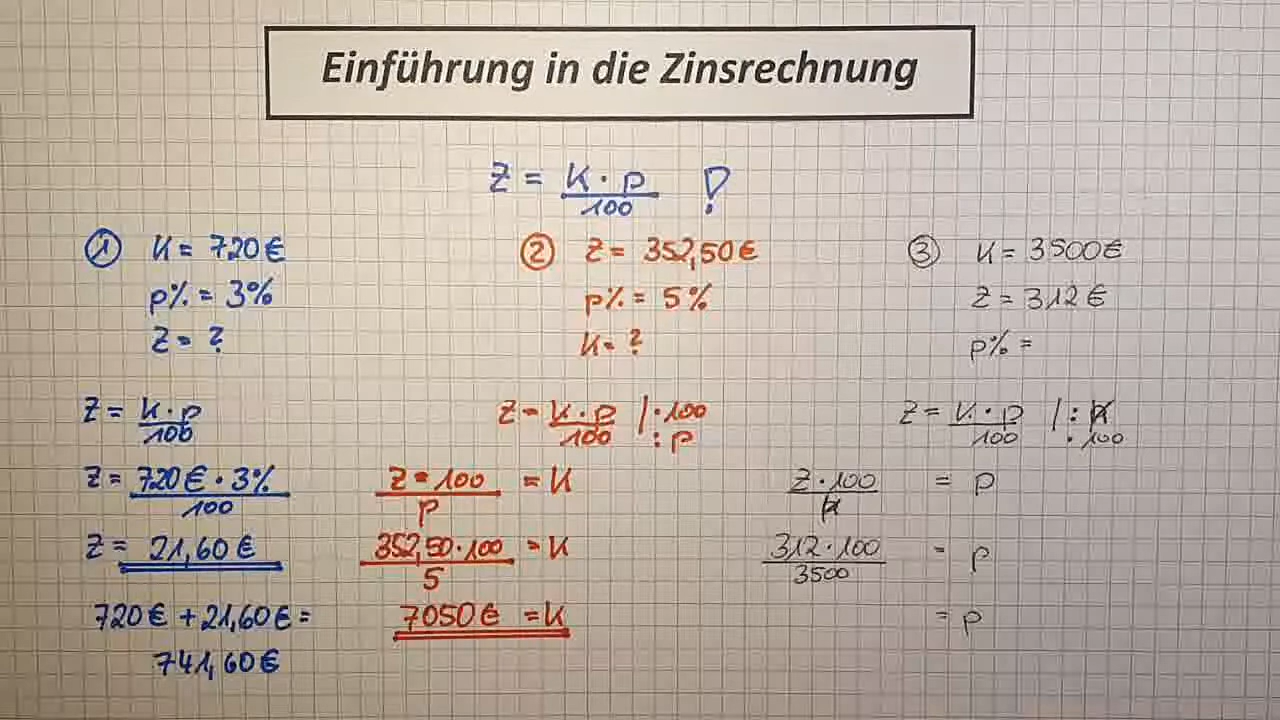 Einführung in die Zinsrechnung
Z = K · p / 100 !
① K = 720 €
p% = 3%
Z = ?
Z = K · p / 100
Z = 720 € · 3% / 100
Z = 21,60 €
720 € + 21,60 € =
741,60 €
② Z = 352,50 €
p% = 5%
K = ?
Z = K · p / 100 | · 100 : p
Z · 100 / p = K
352,50 · 100 / 5 = K
7050 € = K
③ K = 3500 €
Z = 312 €
p% =
Z = K · p / 100 | : K · 100
Z · 100 / K = p
312 · 100 / 3500 = p
= p